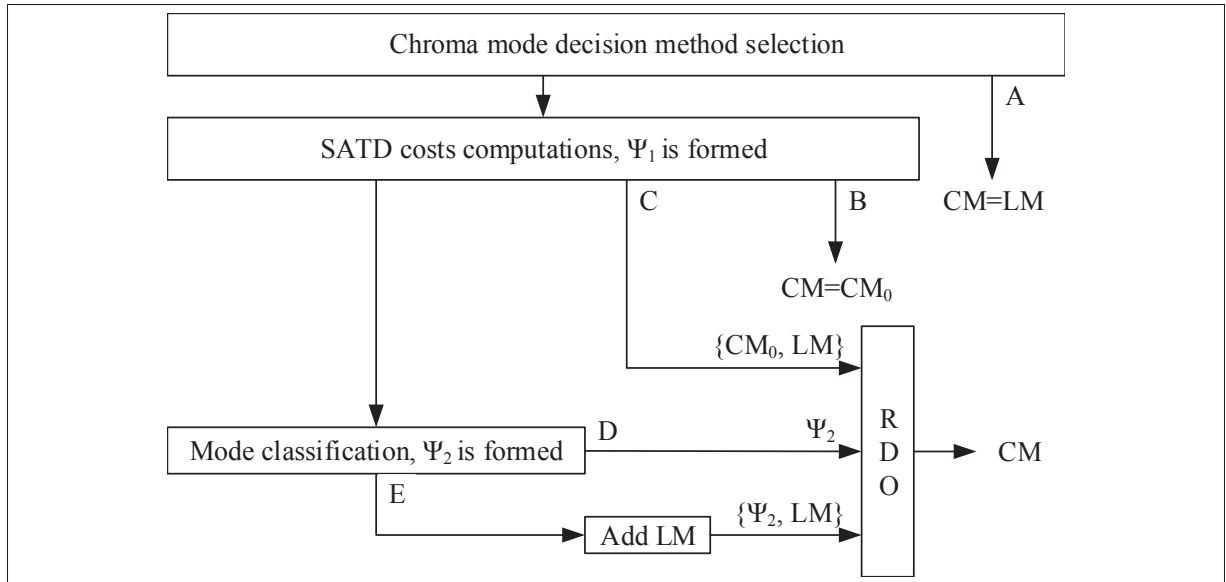 Chroma mode decision method selection
A
SATD costs computations, Ψ₁ is formed
C
B
CM=LM
CM=CM₀
{CM₀, LM}
R
D
O
Mode classification, Ψ₂ is formed
D
Ψ₂
CM
E
Add LM
{Ψ₂, LM}